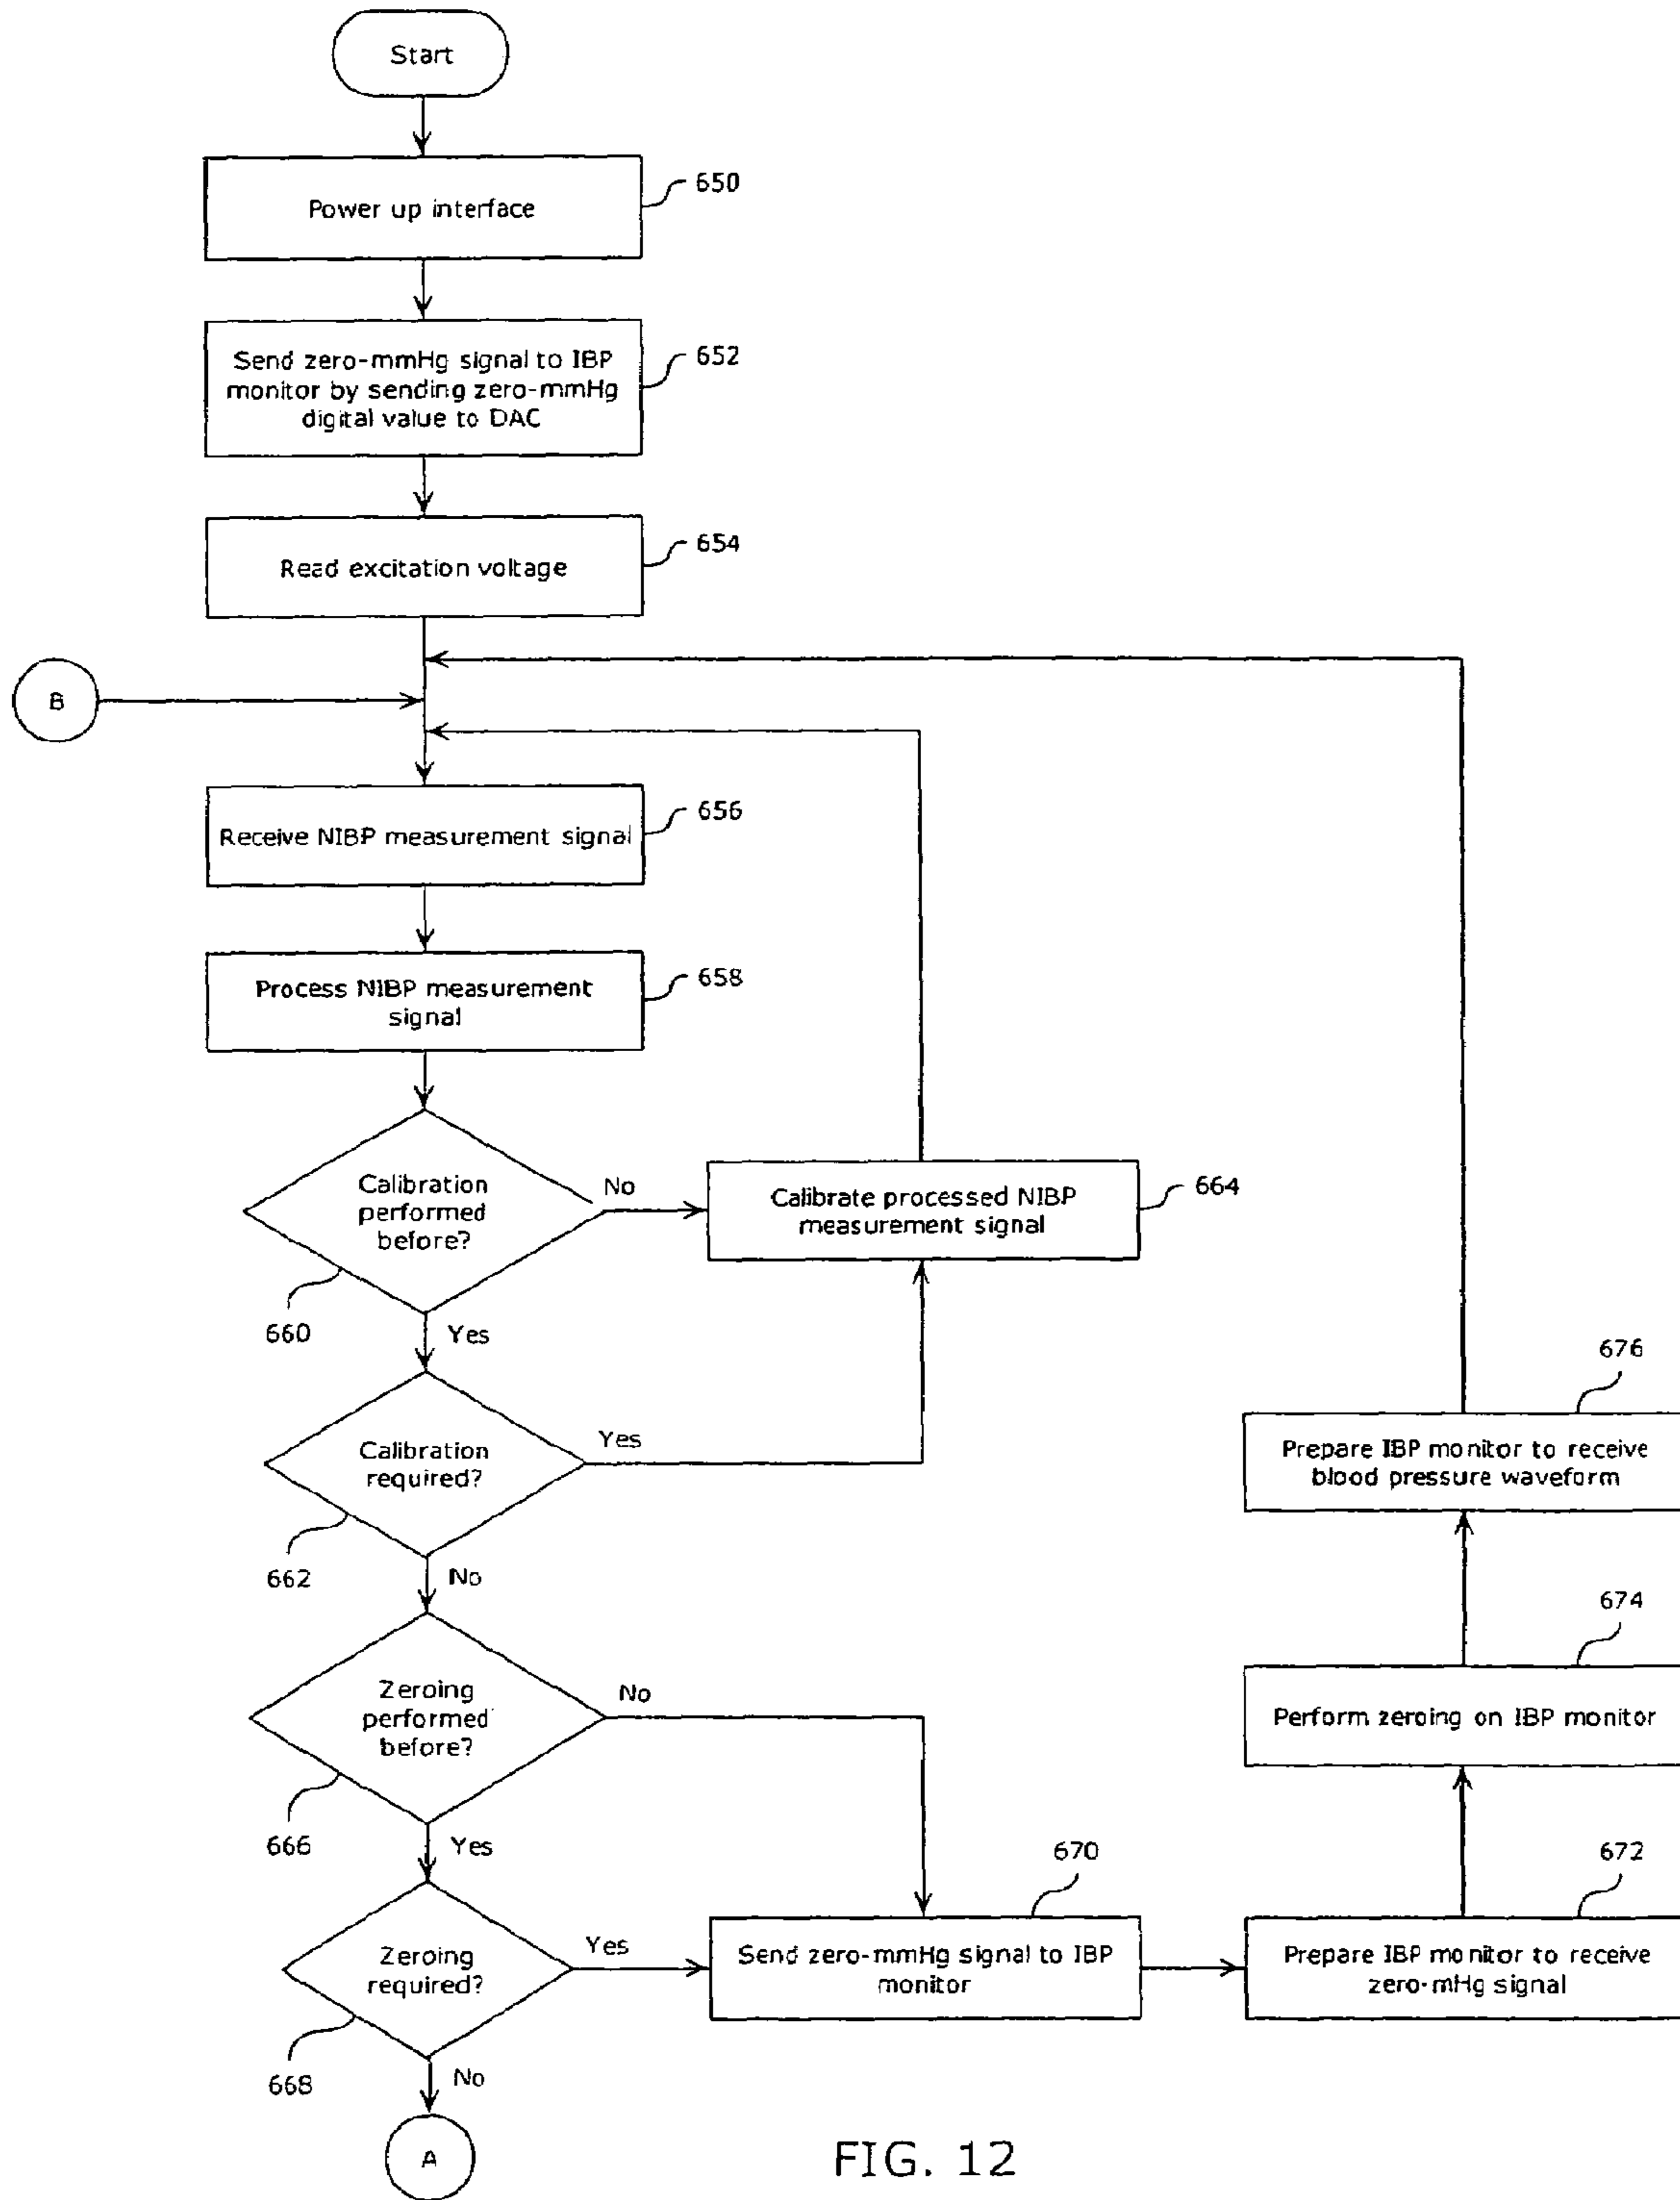 Start
Power up interface
650
Send zero-mmHg signal to IBP
monitor by sending zero-mmHg
digital value to DAC
652
Read excitation voltage
654
B
Receive NIBP measurement signal
656
Process NIBP measurement
signal
658
Calibration
performed
before?
No
660
Yes
Calibrate processed NIBP
measurement signal
664
Calibration
required?
Yes
662
No
Zeroing
performed
before?
No
666
Yes
Zeroing
required?
Yes
668
No
A
Send zero-mmHg signal to IBP
monitor
670
Prepare IBP monitor to receive
zero-mHg signal
672
Perform zeroing on IBP monitor
674
Prepare IBP monitor to receive
blood pressure waveform
676
FIG. 12